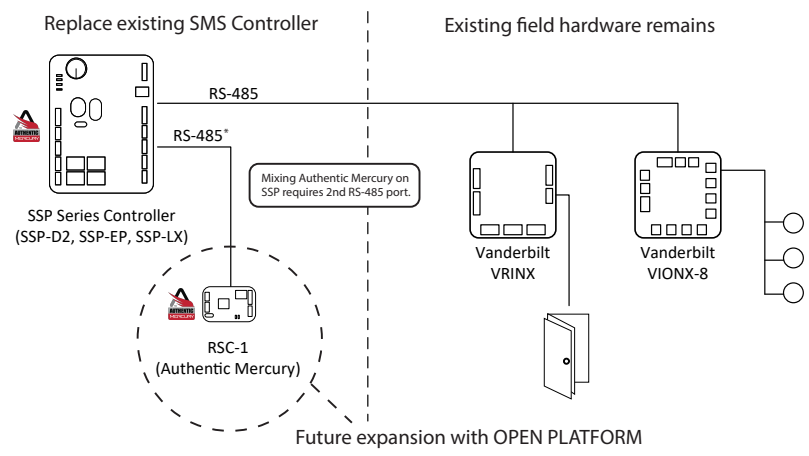 Replace existing SMS Controller
Existing field hardware remains
RS-485
RS-485*
AUTHENTIC
MERCURY
Mixing Authentic Mercury on
SSP requires 2nd RS-485 port.
SSP Series Controller
(SSP-D2, SSP-EP, SSP-LX)
Vanderbilt
VRINX
Vanderbilt
VIONX-8
AUTHENTIC
MERCURY
RSC-1
(Authentic Mercury)
Future expansion with OPEN PLATFORM